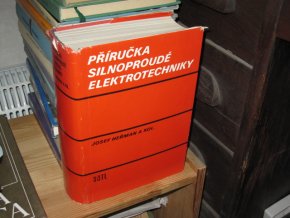 PŘÍRUČKA
SILNOPROUDÉ
ELEKTROTECHNIKY
JOSEF HEŘMAN A KOL.
SNTL